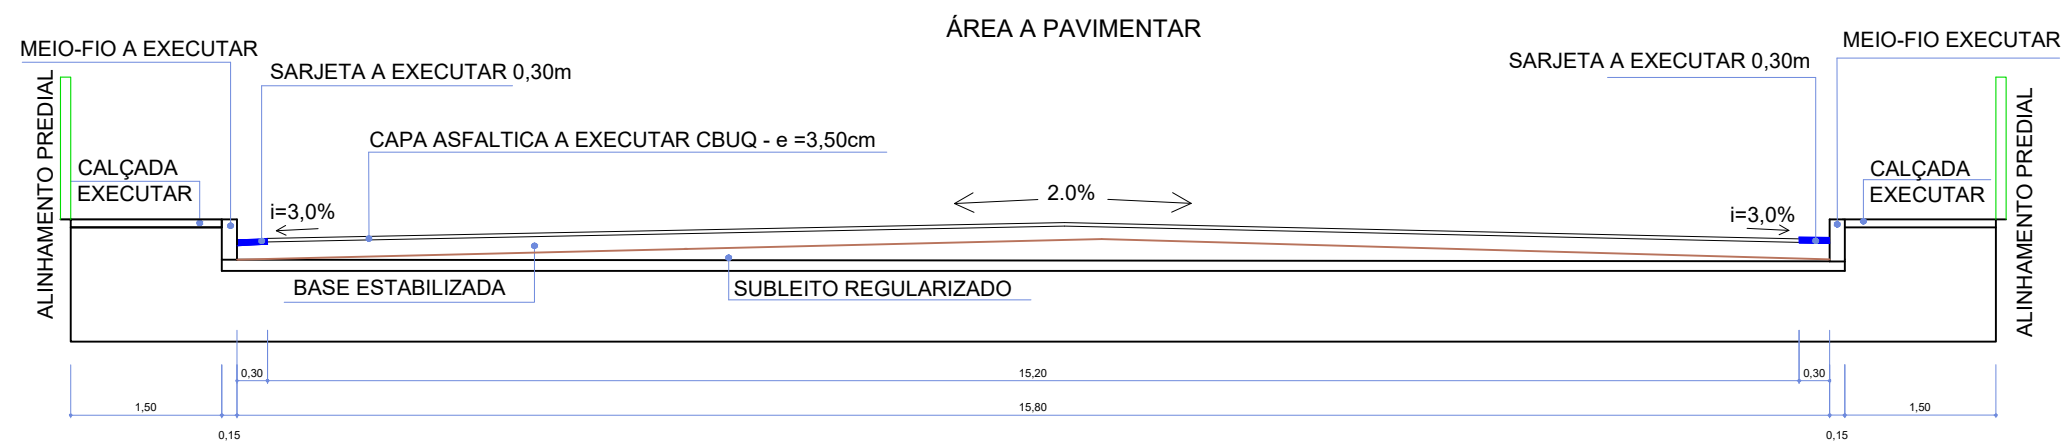 ÁREA A PAVIMENTAR
MEIO-FIO A EXECUTAR
MEIO-FIO EXECUTAR
SARJETA A EXECUTAR 0,30m
SARJETA A EXECUTAR 0,30m
ALINHAMENTO PREDIAL
ALINHAMENTO PREDIAL
CAPA ASFALTICA A EXECUTAR CBUQ - e =3,50cm
CALÇADA
EXECUTAR
CALÇADA
EXECUTAR
2.0%
i=3,0%
i=3,0%
BASE ESTABILIZADA
SUBLEITO REGULARIZADO
0,30
15,20
0,30
1,50
15,80
1,50
0,15
0,15